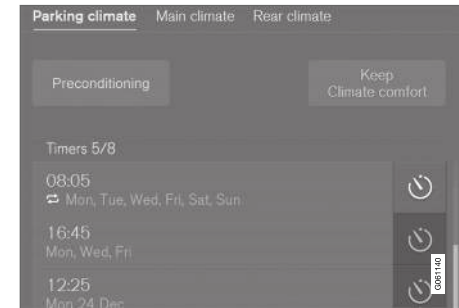 Parking climate Main climate Rear climate
Preconditioning
Keep
Climate comfort
Timers 5/8
08:05
Mon, Tue, Wed, Fri, Sat, Sun
16:45
Mon, Wed, Fri
12:25
Mon 24 Dec
G061140